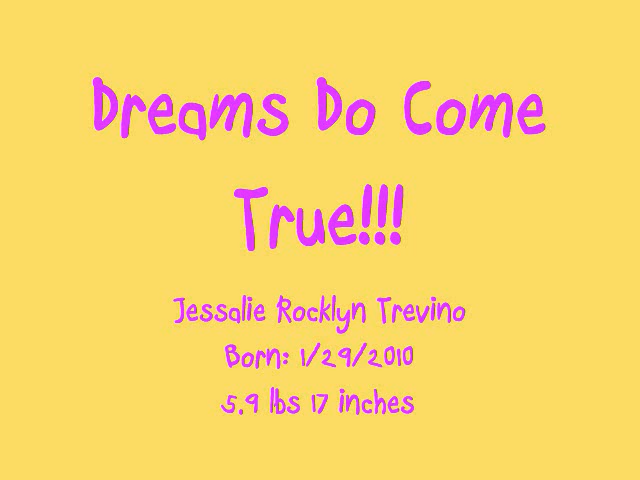 Dreams Do Come
True!!!
Jessalie Rocklyn Trevino
Born: 1/29/2010
5.9 lbs 17 inches